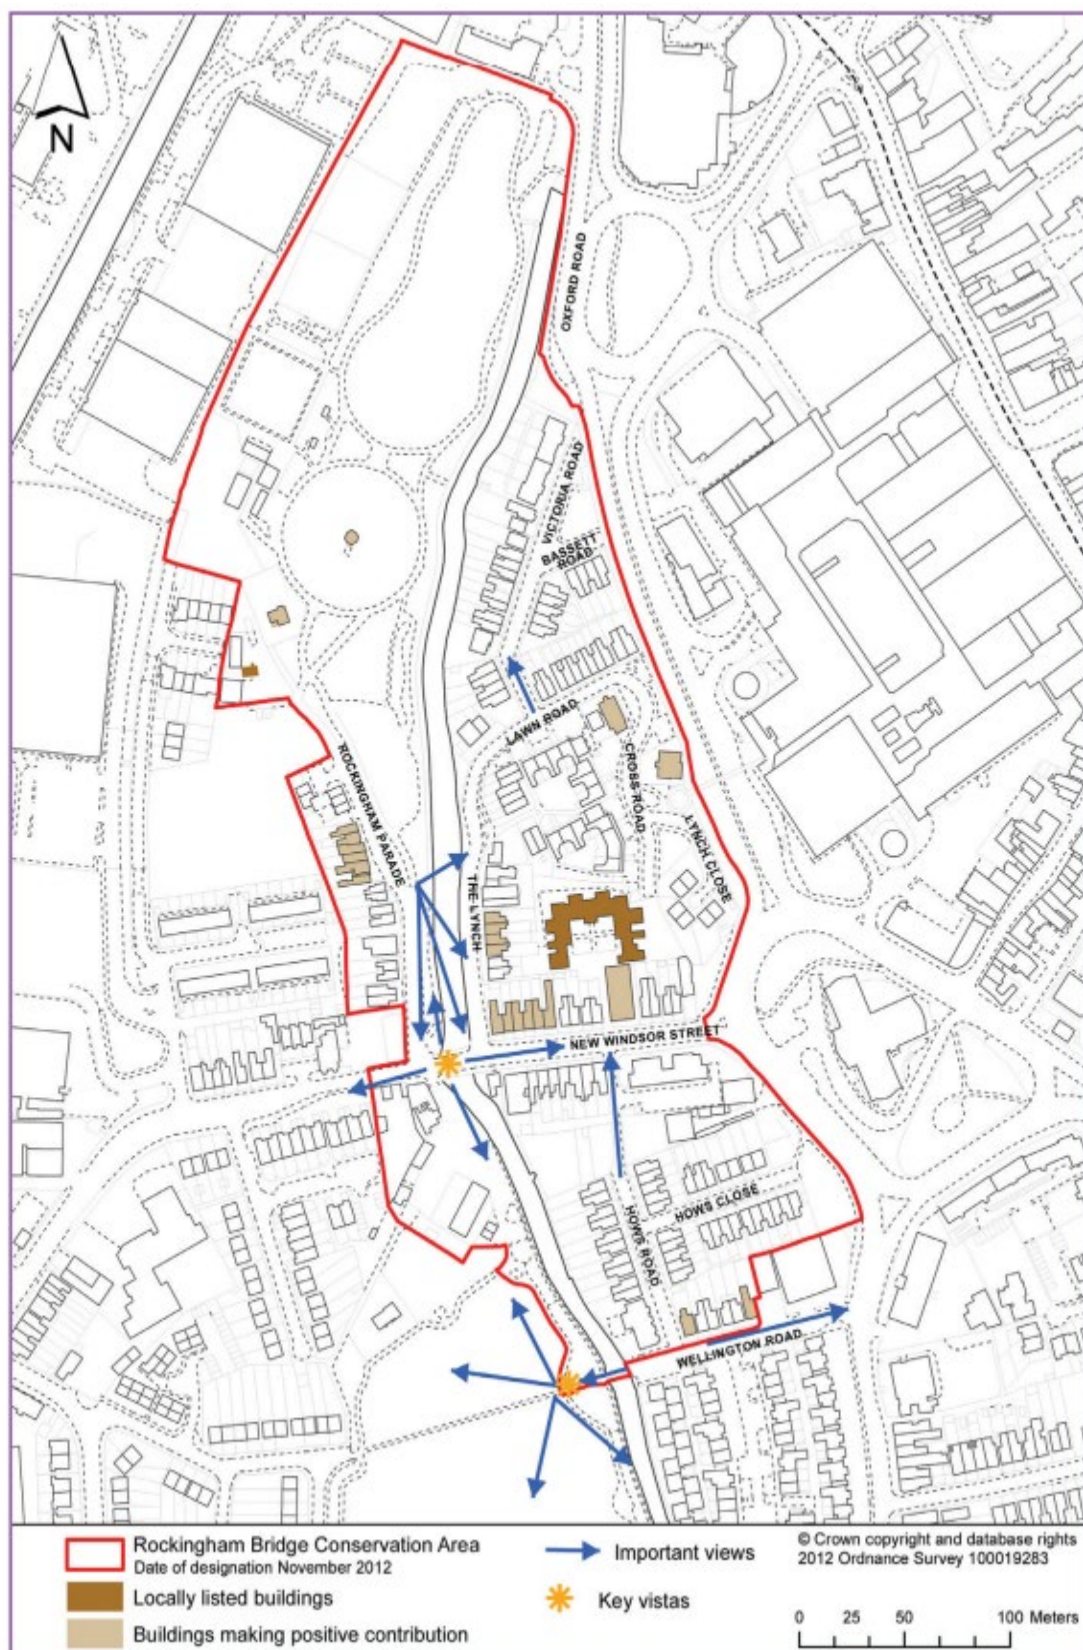 N
OXFORD ROAD
VICTORIA ROAD
BASSETT
ROAD
LAWN ROAD
CROSS ROAD
ROCKINGHAM PARADE
LYNCH CLOSE
THE LYNCH
NEW WINDSOR STREET
HOWS CLOSE
HOWS ROAD
WELLINGTON ROAD
Rockingham Bridge Conservation Area
Date of designation November 2012
Locally listed buildings
Buildings making positive contribution
Important views
Key vistas
© Crown copyright and database rights
2012 Ordnance Survey 100019283
0 25 50 100 Meters